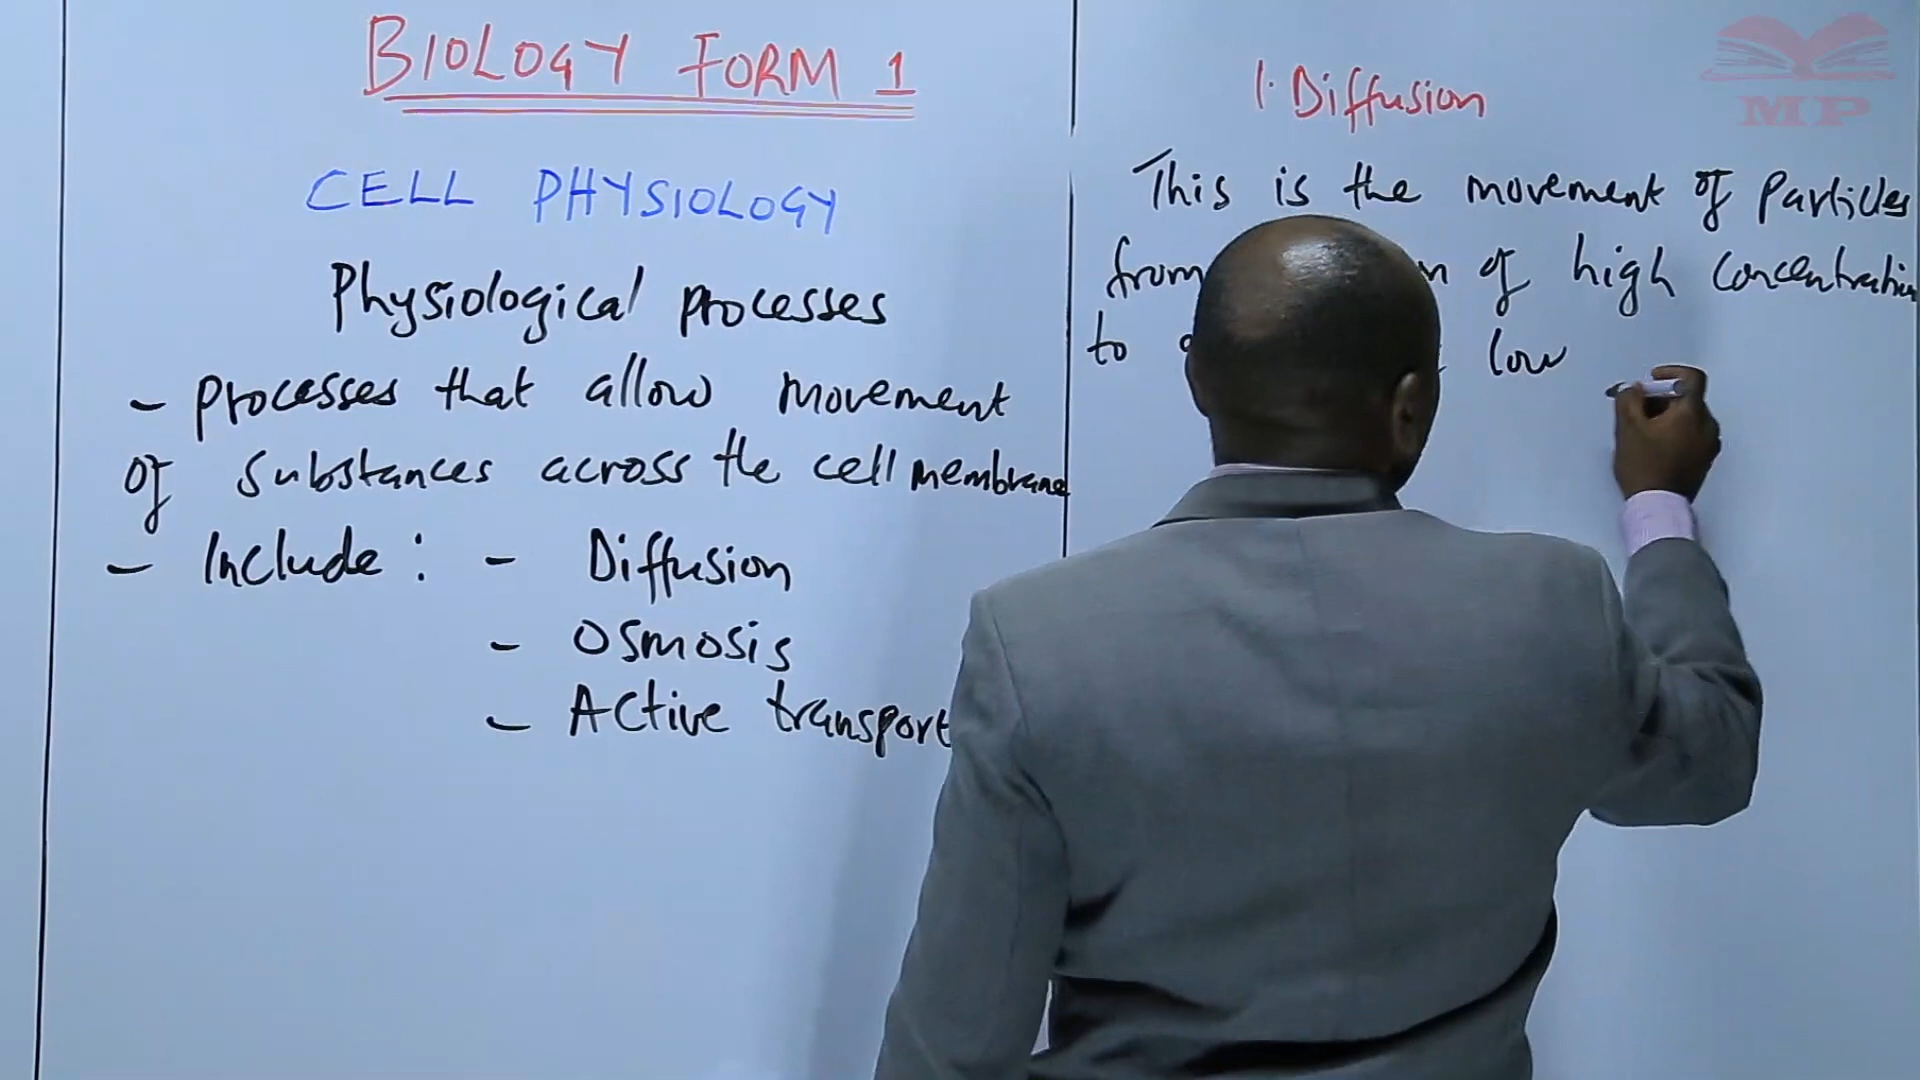 BIOLOGY FORM 1
CELL PHYSIOLOGY
Physiological processes
- processes that allow movement
of substances across the cell membrane
- Include : - Diffusion
- Osmosis
- Active transport
1. Diffusion
This is the movement of particles
from of high concentration
to low
MP